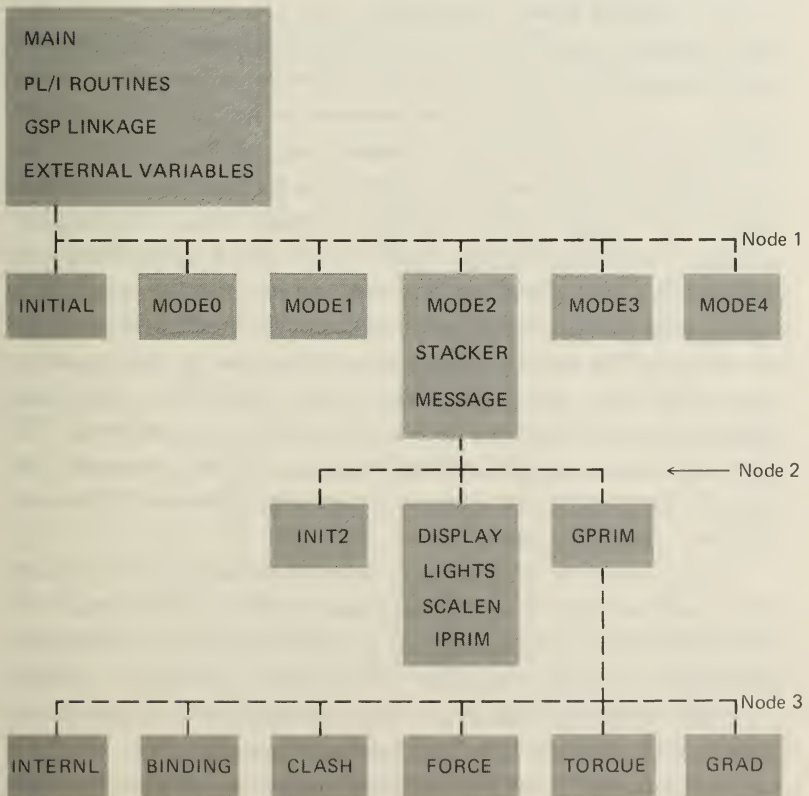 MAIN
PL/I ROUTINES
GSP LINKAGE
EXTERNAL VARIABLES
Node 1
INITIAL
MODE0
MODE1
MODE2
STACKER
MESSAGE
MODE3
MODE4
Node 2
INIT2
DISPLAY
LIGHTS
SCALEN
IPRIM
GPRIM
Node 3
INTERNL
BINDING
CLASH
FORCE
TORQUE
GRAD